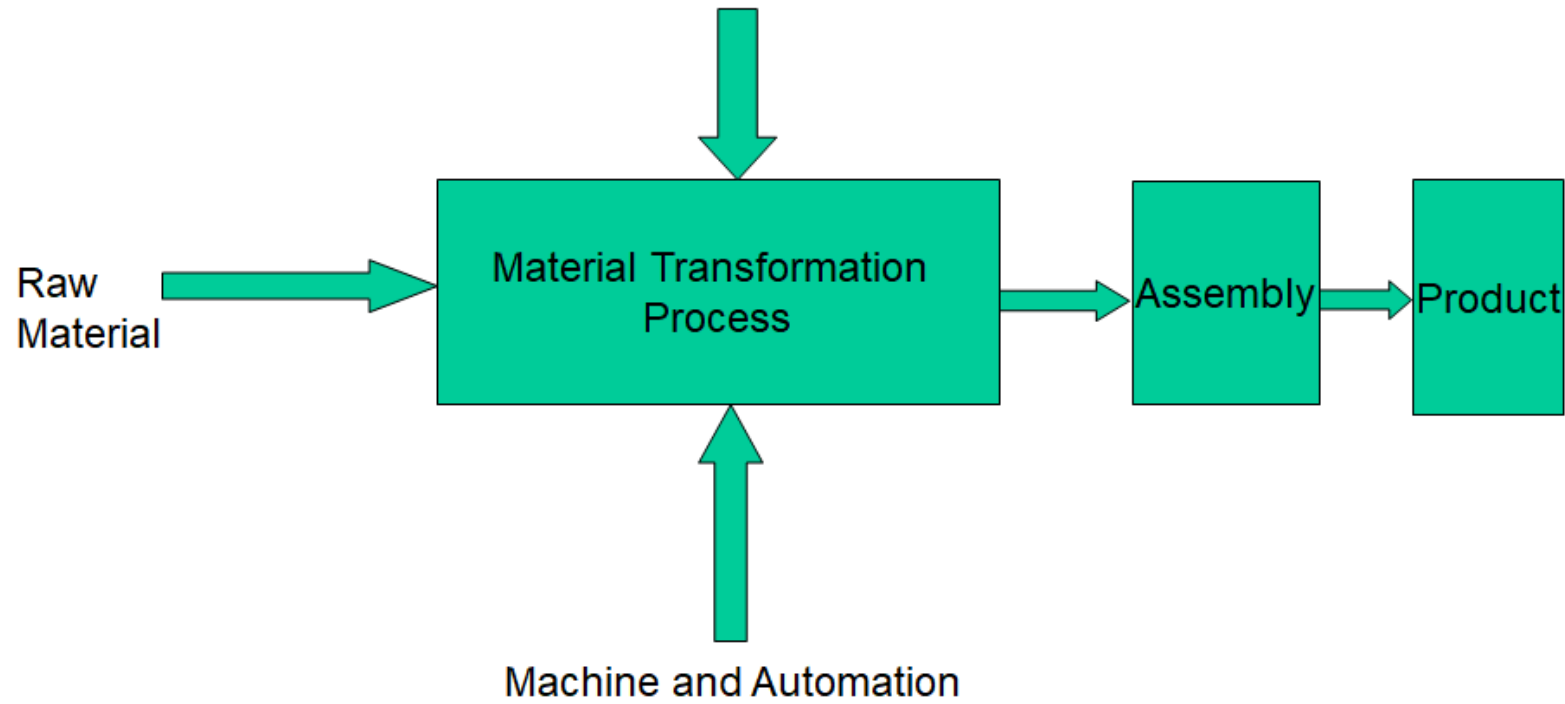 Raw
Material
Material Transformation
Process
Assembly
Product
Machine and Automation